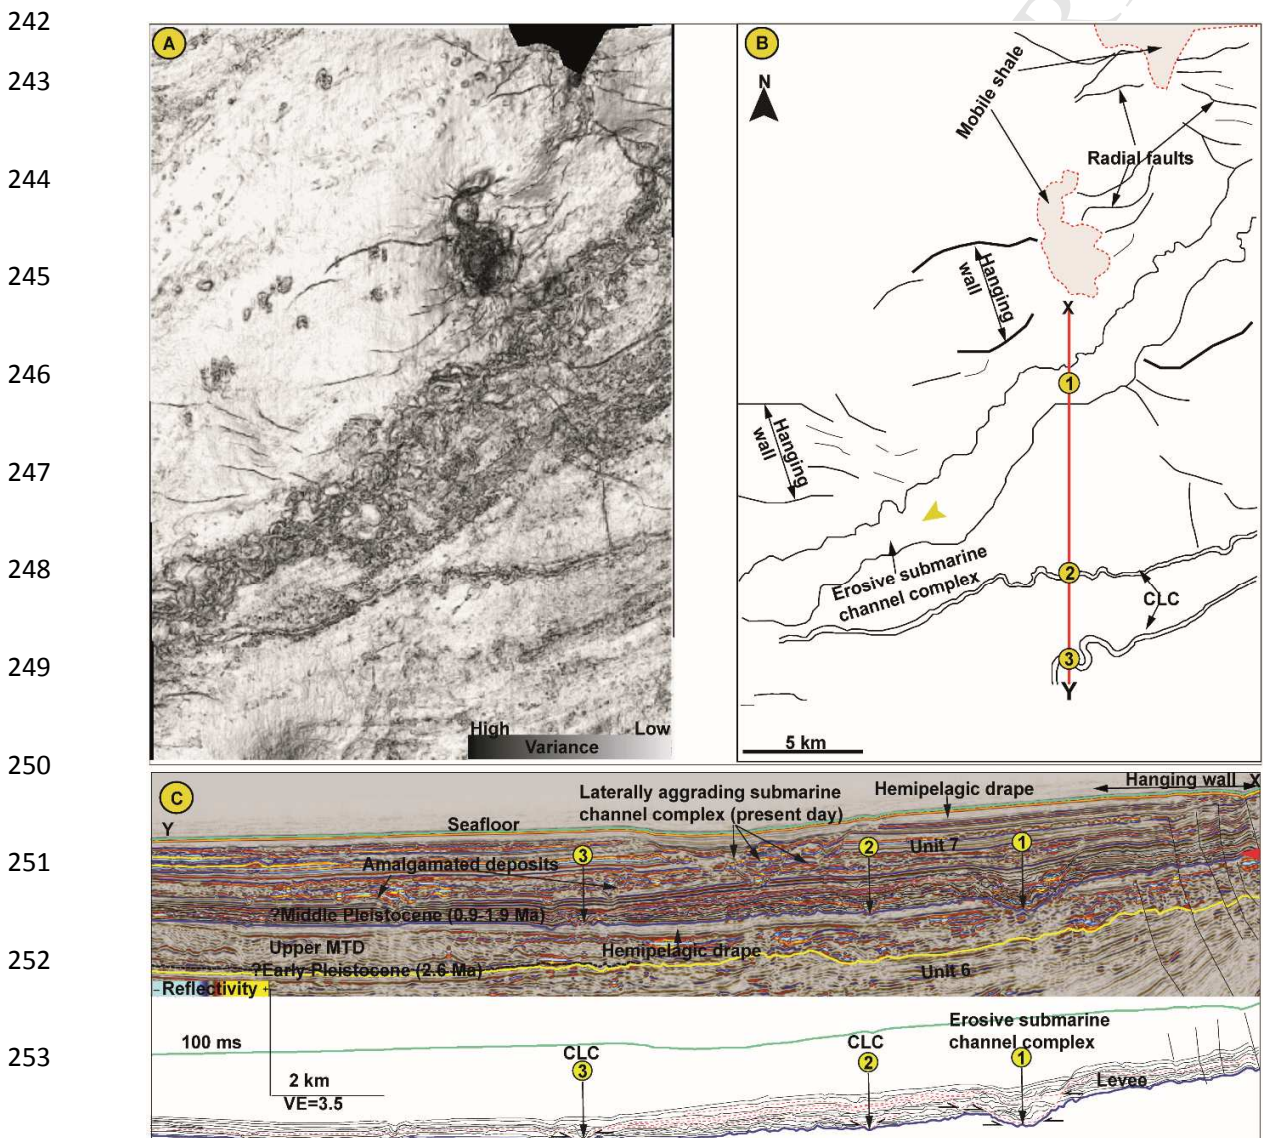 242
243
244
245
246
247
248
249
250
251
252
253
A
High
Low
Variance
B
N
Mobile shale
Radial faults
Hanging
wall
X
1
Hanging
wall
Erosive submarine
channel complex
2
CLC
3
Y
5 km
C
Y
Seafloor
Laterally aggrading submarine
channel complex (present day)
Hemipelagic drape
Hanging wall
X
3
2
1
Unit 7
Amalgamated deposits
?Middle Pleistocene (0.9-1.9 Ma)
Upper MTD
Hemipelagic drape
?Early Pleistocene (2.6 Ma)
Unit 6
- Reflectivity +
100 ms
2 km
VE=3.5
CLC
3
CLC
2
Erosive submarine
channel complex
1
Levee